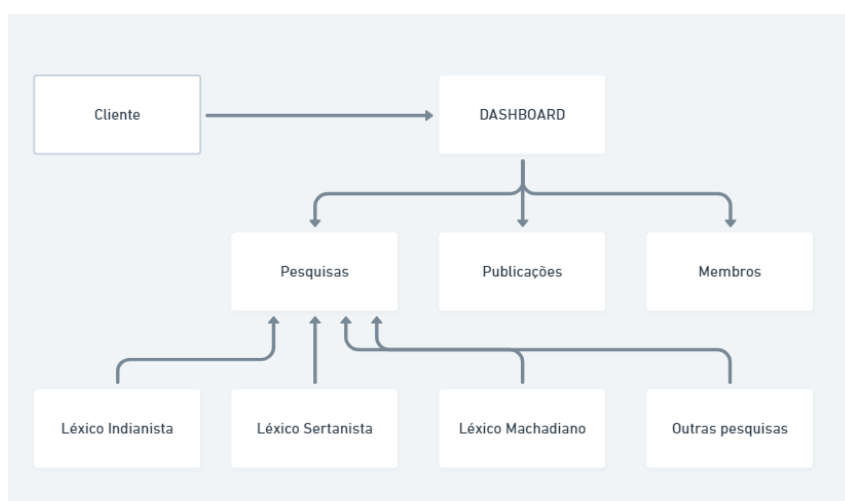 Cliente
DASHBOARD
Pesquisas
Publicações
Membros
Léxico Indianista
Léxico Sertanista
Léxico Machadiano
Outras pesquisas